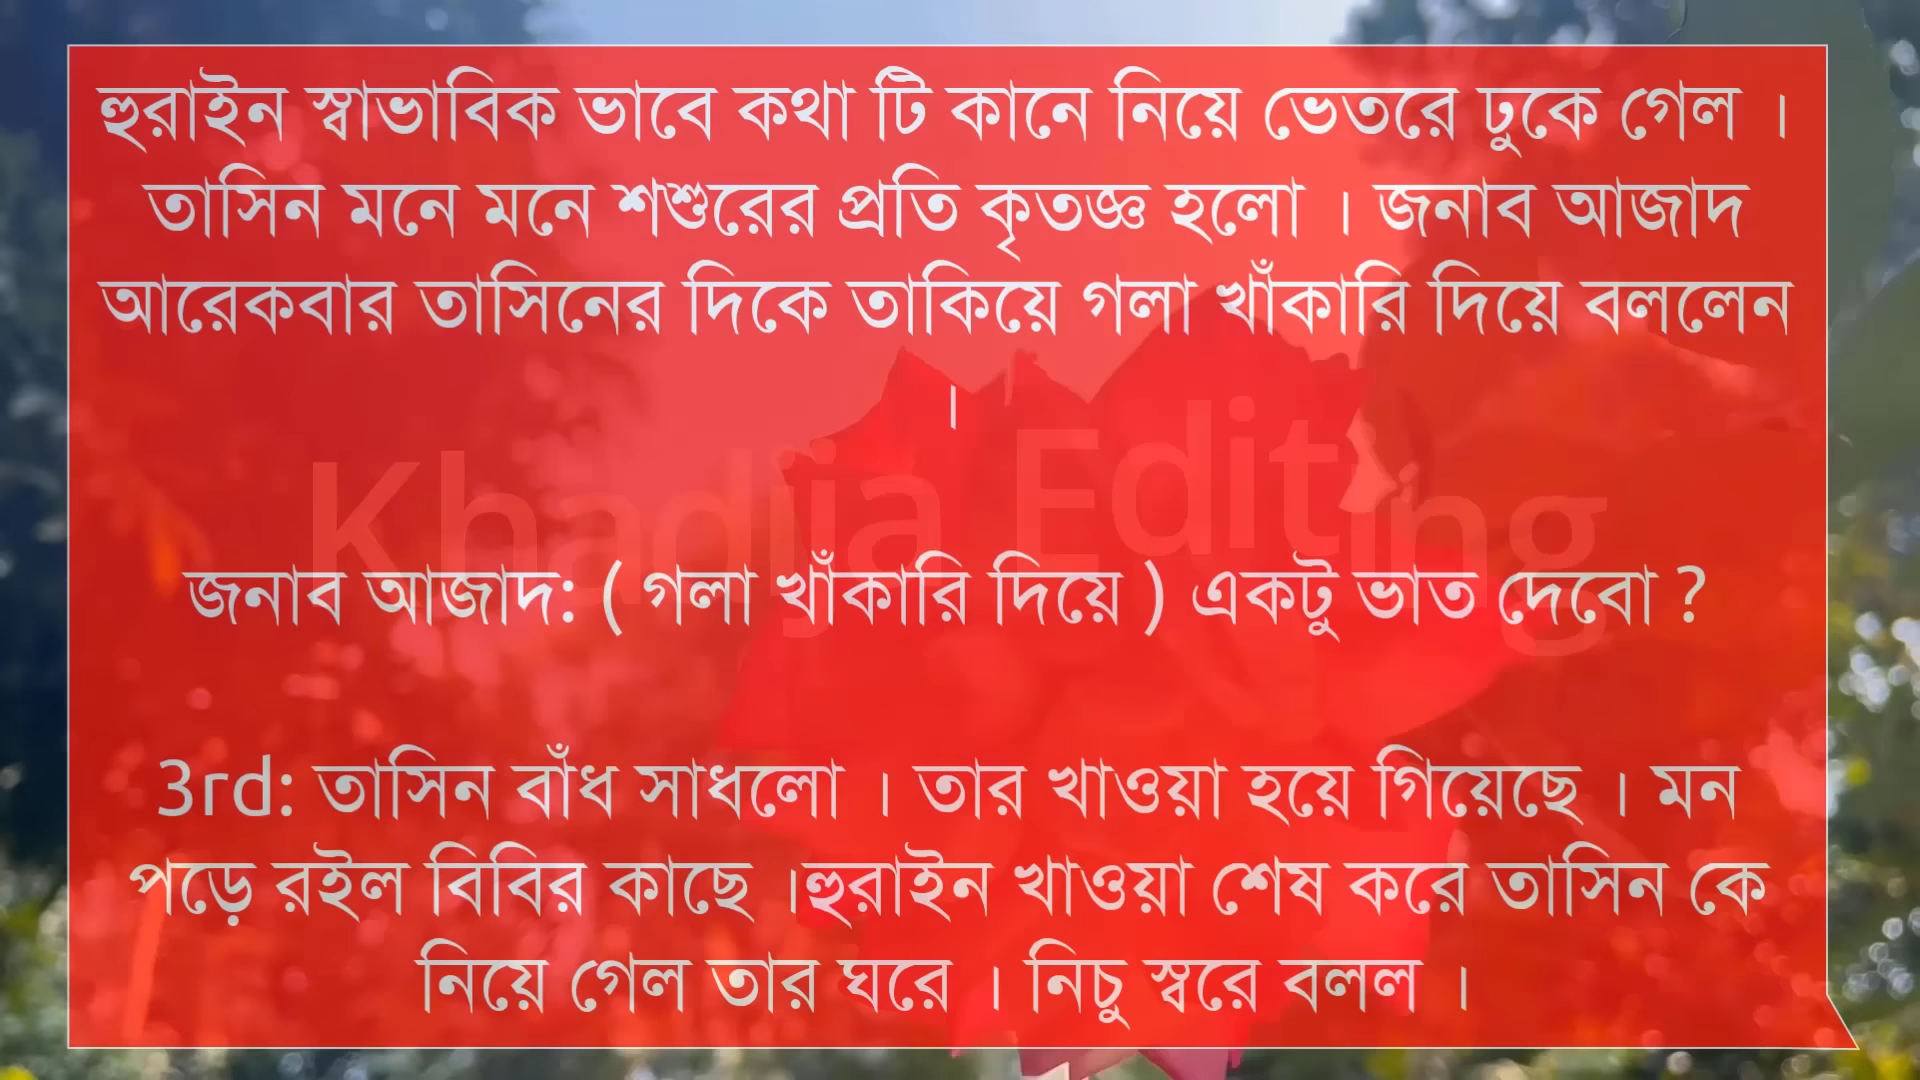 হুরাইন স্বাভাবিক ভাবে কথা টি কানে নিয়ে ভেতরে ঢুকে গেল ।
তাসিন মনে মনে শশুরের প্রতি কৃতজ্ঞ হলো । জনাব আজাদ
আরেকবার তাসিনের দিকে তাকিয়ে গলা খাঁকারি দিয়ে বললেন
।
Khadija Editing
জনাব আজাদ: ( গলা খাঁকারি দিয়ে ) একটু ভাত দেবো ?
3rd: তাসিন বাঁধ সাধলো । তার খাওয়া হয়ে গিয়েছে । মন
পড়ে রইল বিবির কাছে ।হুরাইন খাওয়া শেষ করে তাসিন কে
নিয়ে গেল তার ঘরে । নিচু স্বরে বলল ।